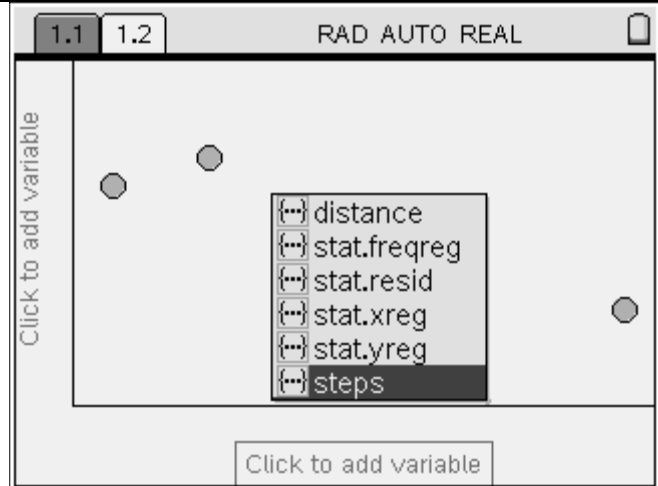 1.1 1.2 RAD AUTO REAL
Click to add variable
distance
stat.freqreg
stat.resid
stat.xreg
stat.yreg
steps
Click to add variable